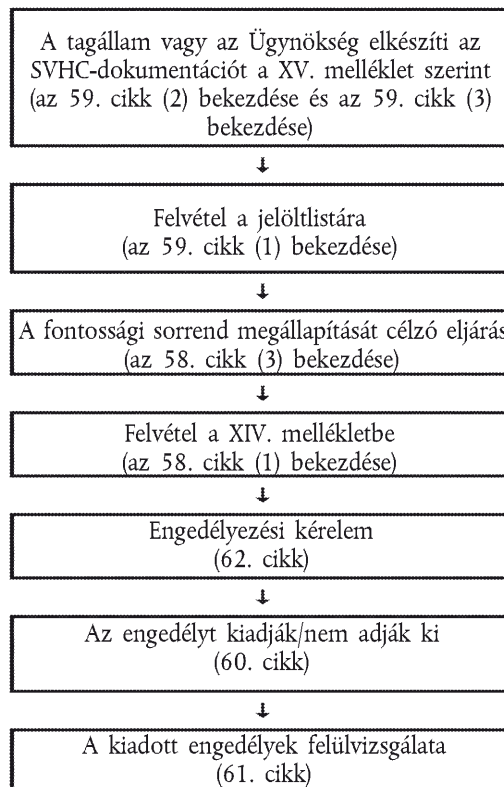 A tagállam vagy az Ügynökség elkészíti az
SVHC-dokumentációt a XV. melléklet szerint
(az 59. cikk (2) bekezdése és az 59. cikk (3)
bekezdése)
↓
Felvétel a jelöltlistára
(az 59. cikk (1) bekezdése)
↓
A fontossági sorrend megállapítását célzó eljárás
(az 58. cikk (3) bekezdése)
↓
Felvétel a XIV. mellékletbe
(az 58. cikk (1) bekezdése)
↓
Engedélyezési kérelem
(62. cikk)
↓
Az engedélyt kiadják/nem adják ki
(60. cikk)
↓
A kiadott engedélyek felülvizsgálata
(61. cikk)